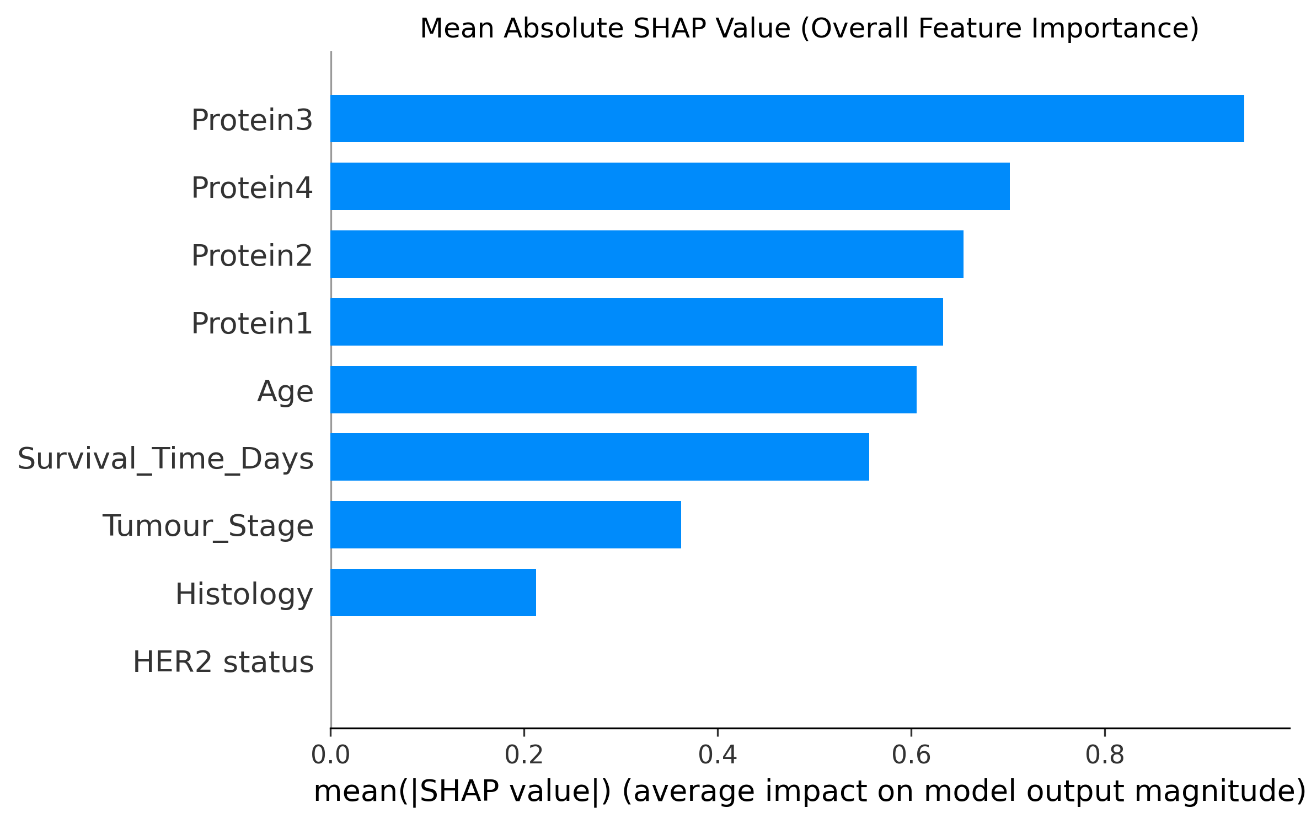 Mean Absolute SHAP Value (Overall Feature Importance)
Protein3
Protein4
Protein2
Protein1
Age
Survival_Time_Days
Tumour_Stage
Histology
HER2 status
0.0 0.2 0.4 0.6 0.8
mean(|SHAP value|) (average impact on model output magnitude)